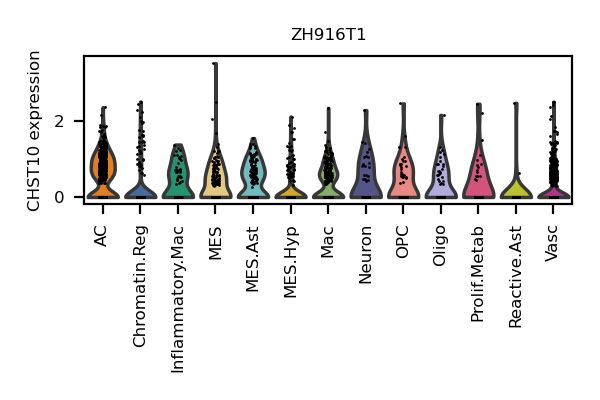 ZH916T1
CHST10 expression
2
0
AC
Chromatin.Reg
Inflammatory.Mac
MES
MES.Ast
MES.Hyp
Mac
Neuron
OPC
Oligo
Prolif.Metab
Reactive.Ast
Vasc